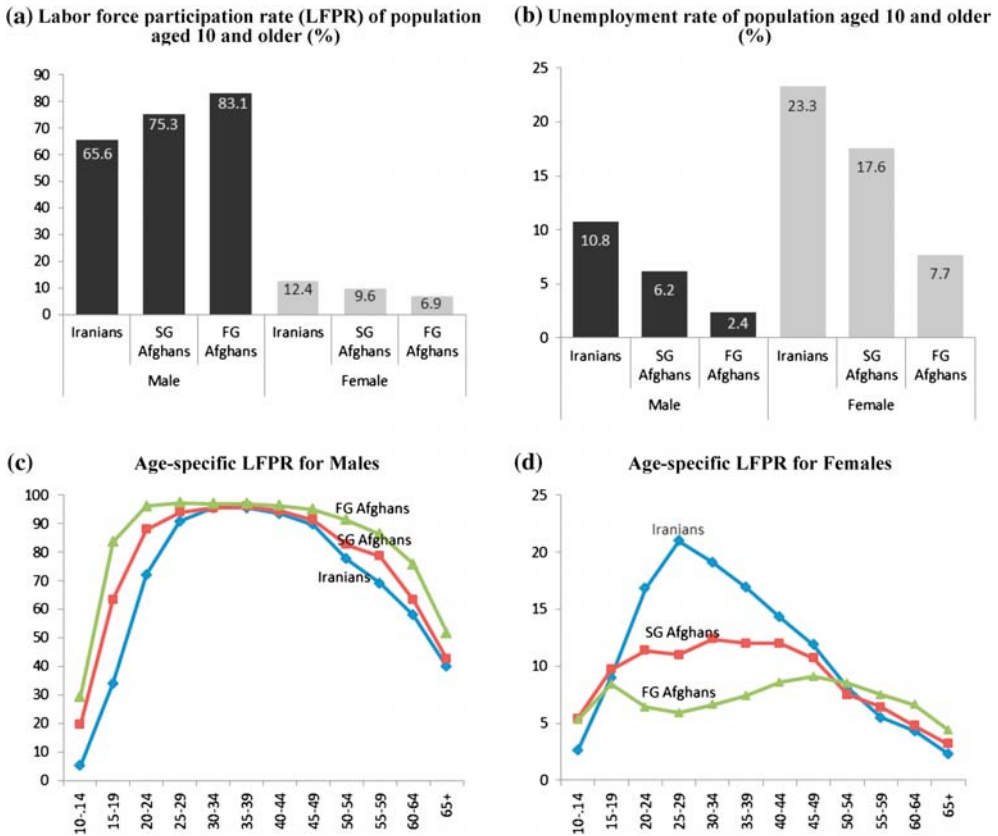 (a) Labor force participation rate (LFPR) of population
aged 10 and older (%)
90
80
70
60
50
40
30
20
10
0
65.6
75.3
83.1
12.4
9.6
6.9
Iranians
SG
Afghans
FG
Afghans
Iranians
SG
Afghans
FG
Afghans
Male
Female
(b) Unemployment rate of population aged 10 and older
(%)
25
20
15
10
5
0
10.8
6.2
2.4
23.3
17.6
7.7
Iranians
SG
Afghans
FG
Afghans
Iranians
SG
Afghans
FG
Afghans
Male
Female
(c) Age-specific LFPR for Males
100
90
80
70
60
50
40
30
20
10
0
FG Afghans
SG Afghans
Iranians
10-.14
15-19
20-24
25-29
30-34
35-39
40-44
45-49
50-54
55-59
60-64
65+
(d) Age-specific LFPR for Females
25
20
15
10
5
0
Iranians
SG Afghans
FG Afghans
10-.14
15-19
20-24
25-29
30-34
35-39
40-44
45-49
50-54
55-59
60-64
65+